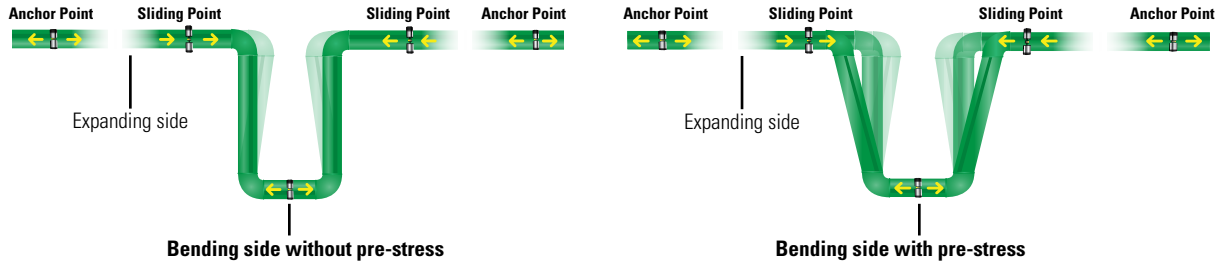 Anchor Point Sliding Point Sliding Point Anchor Point
Expanding side
Bending side without pre-stress
Anchor Point Sliding Point Sliding Point Anchor Point
Expanding side
Bending side with pre-stress